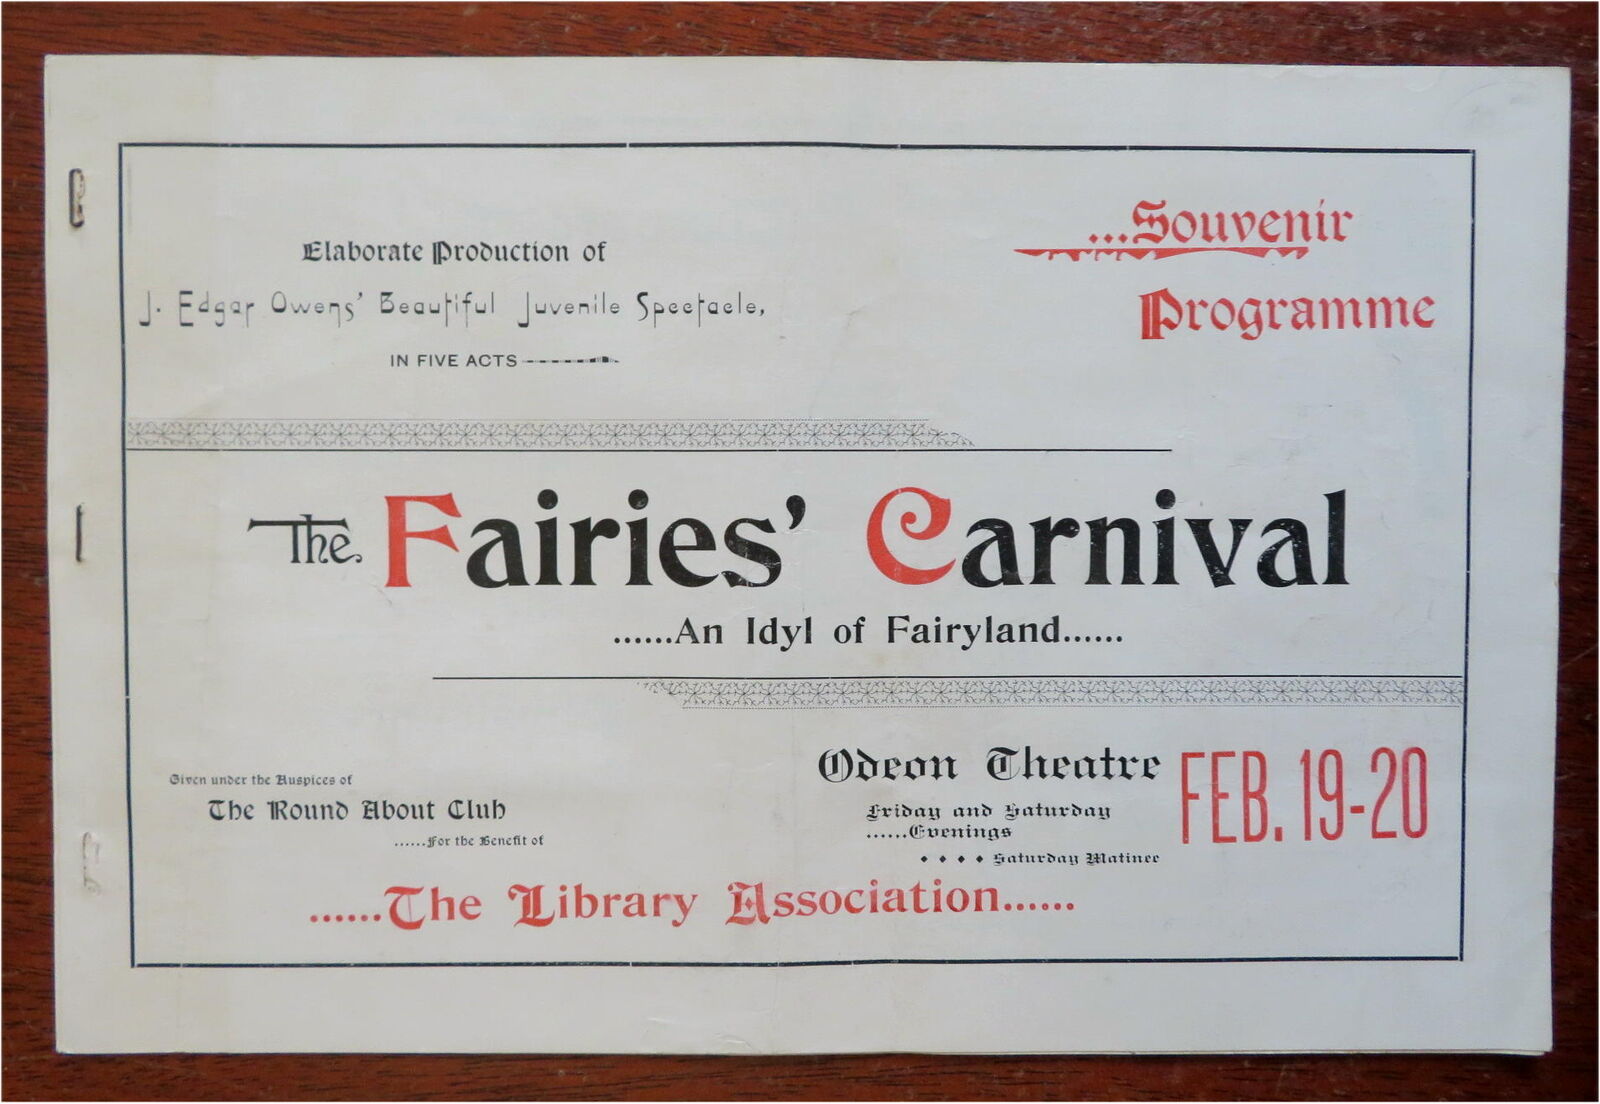 Elaborate Production of
J. Edgar Owens' Beautiful Juvenile Spectacle,
IN FIVE ACTS
...Souvenir
Programme
The Fairies' Carnival
......An Idyl of Fairyland......
Given under the Auspices of
The Round About Club
......For the Benefit of
......The Library Association......
Odeon Theatre
Friday and Saturday
......Evenings
• • • • Saturday Matinee
FEB. 19-20